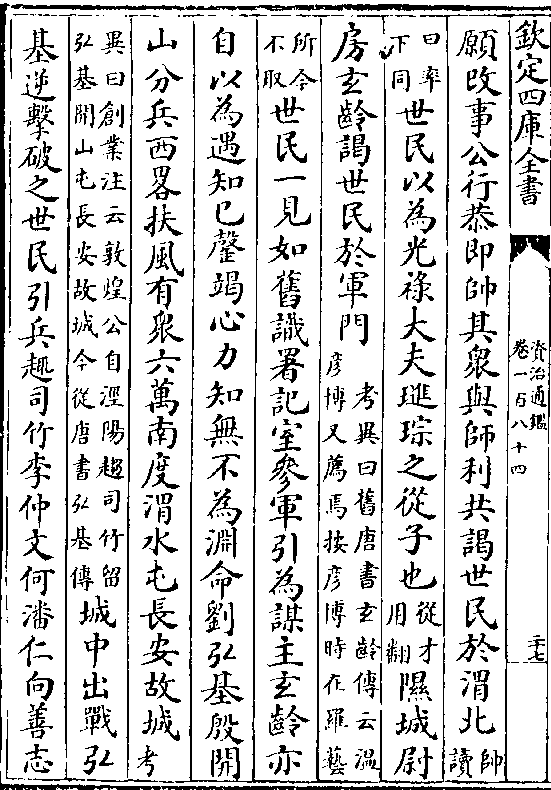 欽定四庫全書
資治通鑑
卷一百八十四
二十七
願改事公行恭即帥其衆與師利共謁世民於渭北帥讀
曰率下同世民以為光祿大夫璡琮之從子也從才用翻隰城尉
房玄齡謁世民於軍門考異曰舊唐書玄齡傳云溫彦博又薦焉按彦博時在羅藝
所今不取世民一見如舊識署記室參軍引為謀主玄齡亦
自以為遇知已罄竭心力知無不為淵命劉弘基殷開
山分兵西畧扶風有衆六萬南度渭水屯長安故城考
異曰創業注云敦煌公自涇陽趨司竹留弘基開山屯長安故城今從唐書弘基傳城中出戰弘
基逆擊破之世民引兵趨司竹李仲文何潘仁向善志